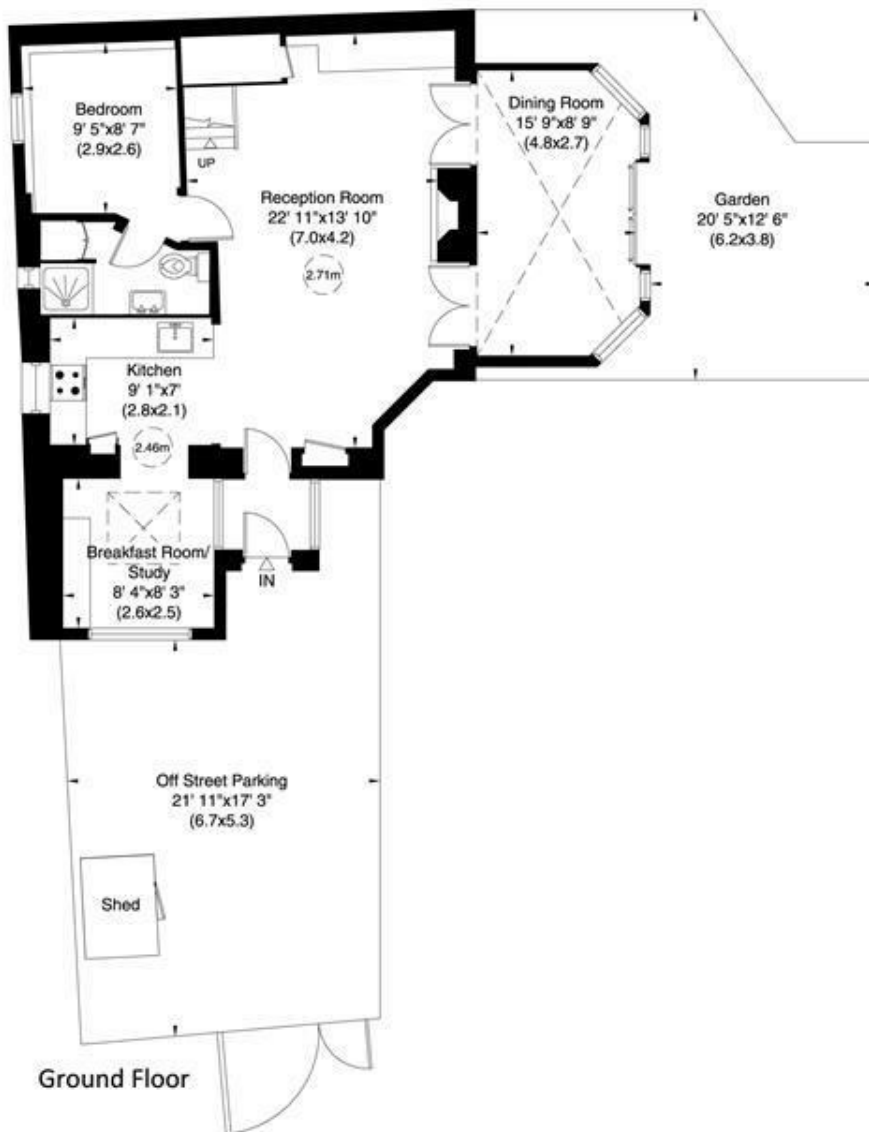 Bedroom
9' 5"x8' 7"
(2.9x2.6)
UP
Reception Room
22' 11"x13' 10"
(7.0x4.2)
2.71m
Dining Room
15' 9"x8' 9"
(4.8x2.7)
Garden
20' 5"x12' 6"
(6.2x3.8)
Kitchen
9' 1"x7'
(2.8x2.1)
2.46m
Breakfast Room/
Study
8' 4"x8' 3"
(2.6x2.5)
IN
Off Street Parking
21' 11"x17' 3"
(6.7x5.3)
Shed
Ground Floor